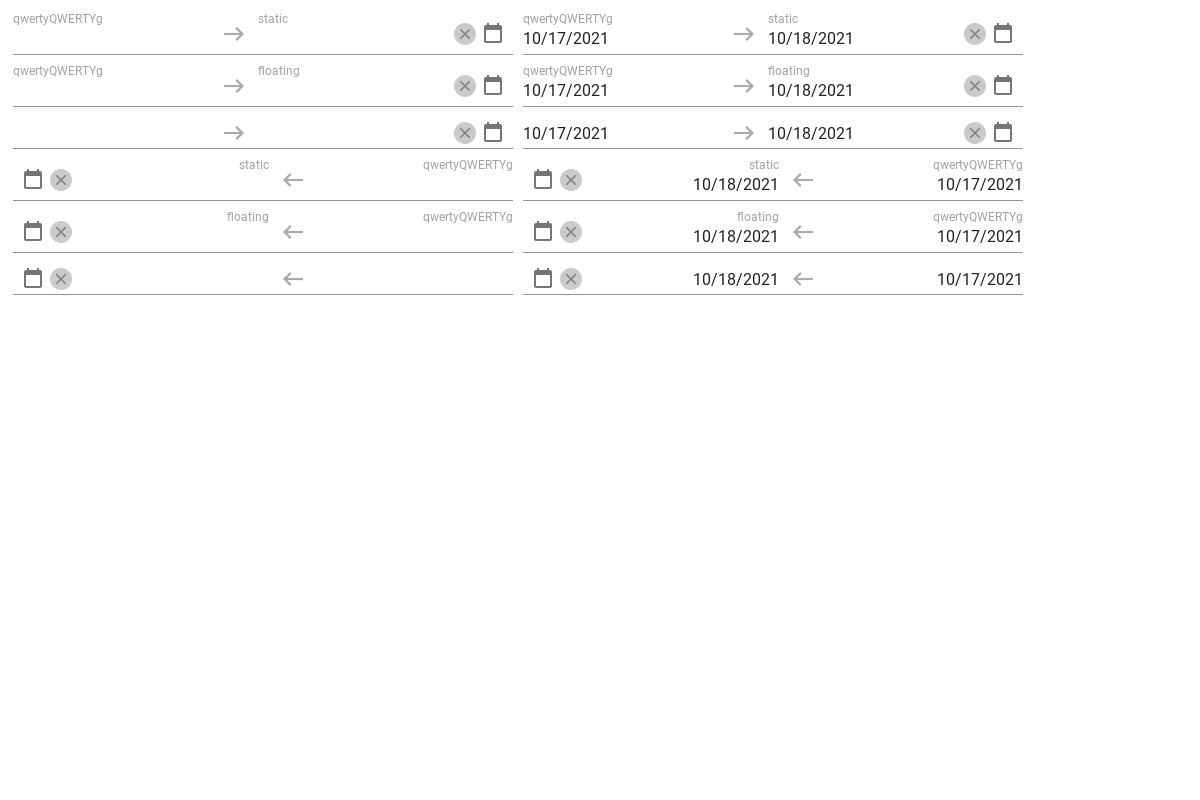 qwertyQWERTYg static qwertyQWERTYg static
10/17/2021 10/18/2021
qwertyQWERTYg floating qwertyQWERTYg floating
10/17/2021 10/18/2021
10/17/2021 10/18/2021
static qwertyQWERTYg static qwertyQWERTYg
10/18/2021 10/17/2021
floating qwertyQWERTYg floating qwertyQWERTYg
10/18/2021 10/17/2021
10/18/2021 10/17/2021